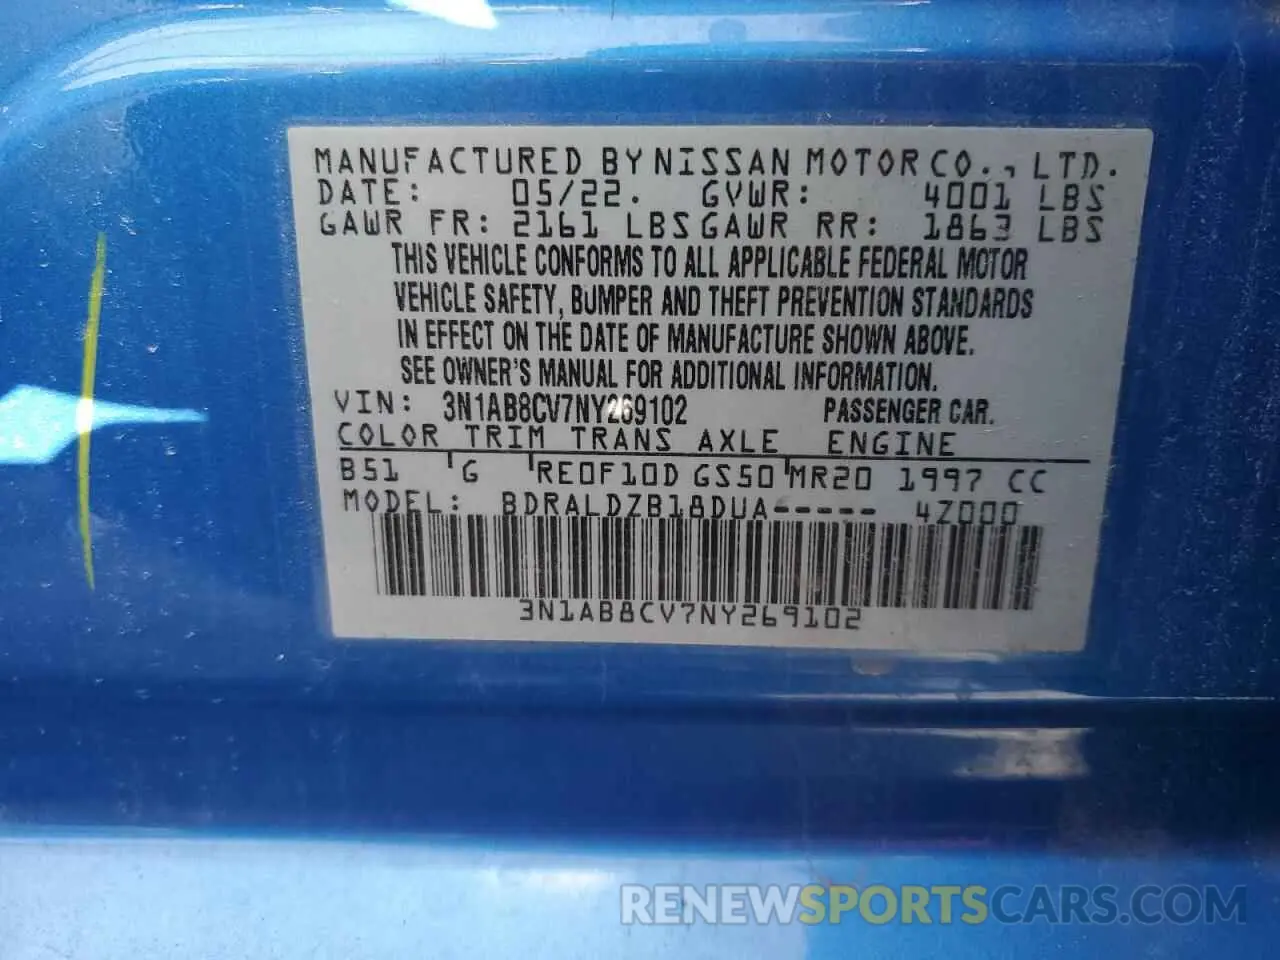 MANUFACTURED BY NISSAN MOTOR CO., LTD.
DATE: 05/22. GVWR: 4001 LBS
GAWR FR: 2161 LBS GAWR RR: 1863 LBS
THIS VEHICLE CONFORMS TO ALL APPLICABLE FEDERAL MOTOR
VEHICLE SAFETY, BUMPER AND THEFT PREVENTION STANDARDS
IN EFFECT ON THE DATE OF MANUFACTURE SHOWN ABOVE.
SEE OWNER'S MANUAL FOR ADDITIONAL INFORMATION.
VIN: 3N1AB8CV7NY269102 PASSENGER CAR.
COLOR TRIM TRANS AXLE ENGINE
B51 G RE0F10D GS50 MR20 1997 CC
MODEL: BDRALDZB18DUA----- 4Z000
3N1AB8CV7NY269102
RENEWSPORTSCARS.COM